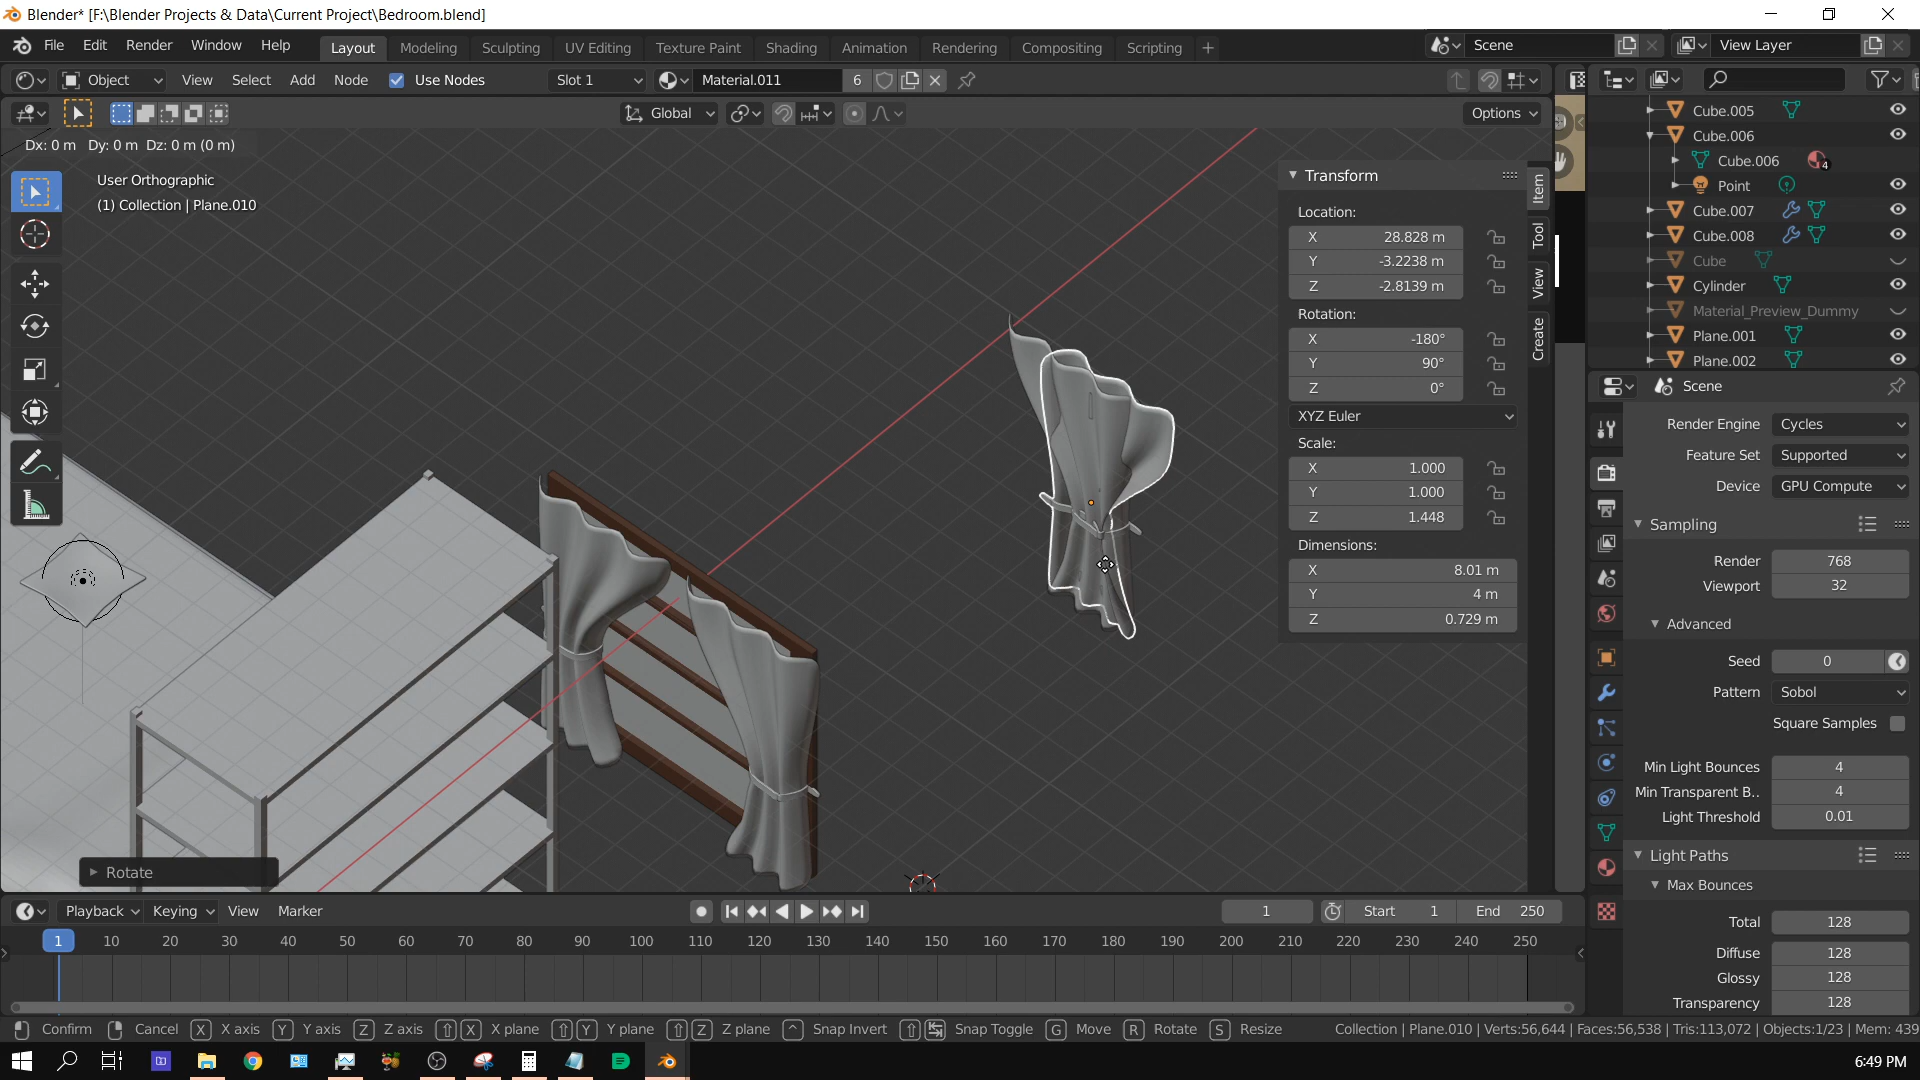 Blender* [F:\Blender Projects & Data\Current Project\Bedroom.blend]
File Edit Render Window Help
Layout Modeling Sculpting UV Editing Texture Paint Shading Animation Rendering Compositing Scripting +
Scene
View Layer
Object View Select Add Node Use Nodes Slot 1 Material.011 6
Global
Options
Dx: 0 m Dy: 0 m Dz: 0 m (0 m)
User Orthographic
(1) Collection | Plane.010
Transform
Location:
X 28.828 m
Y -3.2238 m
Z -2.8139 m
Rotation:
X -180°
Y 90°
Z 0°
XYZ Euler
Scale:
X 1.000
Y 1.000
Z 1.448
Dimensions:
X 8.01 m
Y 4 m
Z 0.729 m
Item
Tool
View
Create
Rotate
Cube.005
Cube.006
Cube.006 4
Point
Cube.007
Cube.008
Cube
Cylinder
Material_Preview_Dummy
Plane.001
Plane.002
Scene
Render Engine Cycles
Feature Set Supported
Device GPU Compute
Sampling
Render 768
Viewport 32
Advanced
Seed 0
Pattern Sobol
Square Samples
Min Light Bounces 4
Min Transparent B.. 4
Light Threshold 0.01
Light Paths
Max Bounces
Total 128
Diffuse 128
Glossy 128
Transparency 128
Playback Keying View Marker
1 Start 1 End 250
1 10 20 30 40 50 60 70 80 90 100 110 120 130 140 150 160 170 180 190 200 210 220 230 240 250
Confirm Cancel X X axis Y Y axis Z Z axis X X plane Y Y plane Z Z plane ^ Snap Invert Snap Toggle G Move R Rotate S Resize Collection | Plane.010 | Verts:56,644 | Faces:56,538 | Tris:113,072 | Objects:1/23 | Mem: 439
6:49 PM